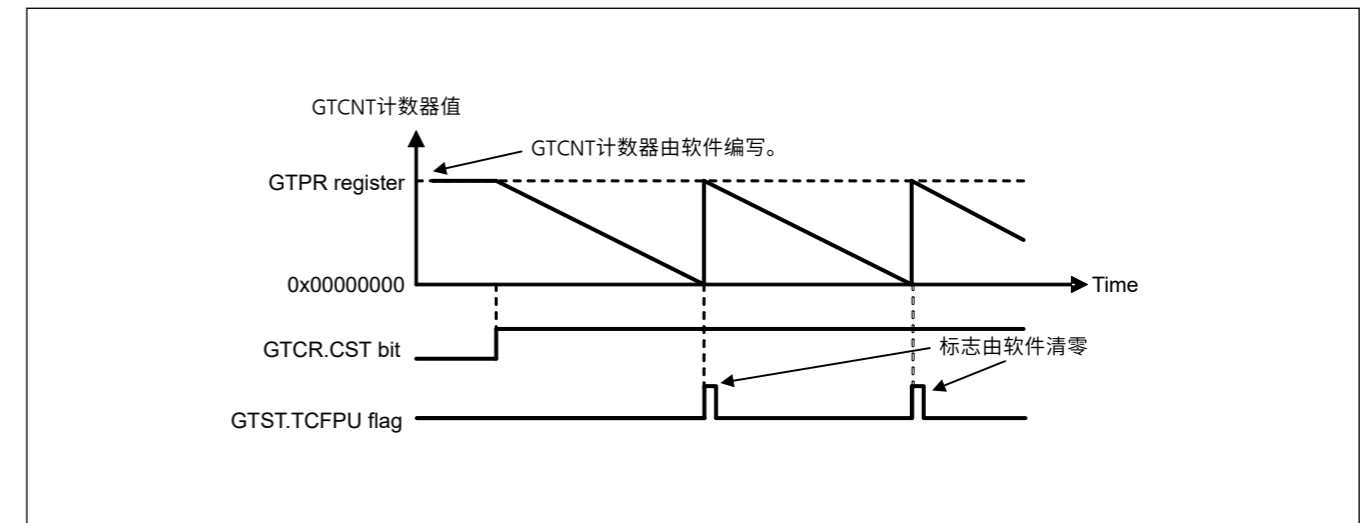 GTCNT计数器值
GTCNT计数器由软件编写。
GTPR register
0x00000000
Time
GTCR.CST bit
标志由软件清零
GTST.TCFPU flag